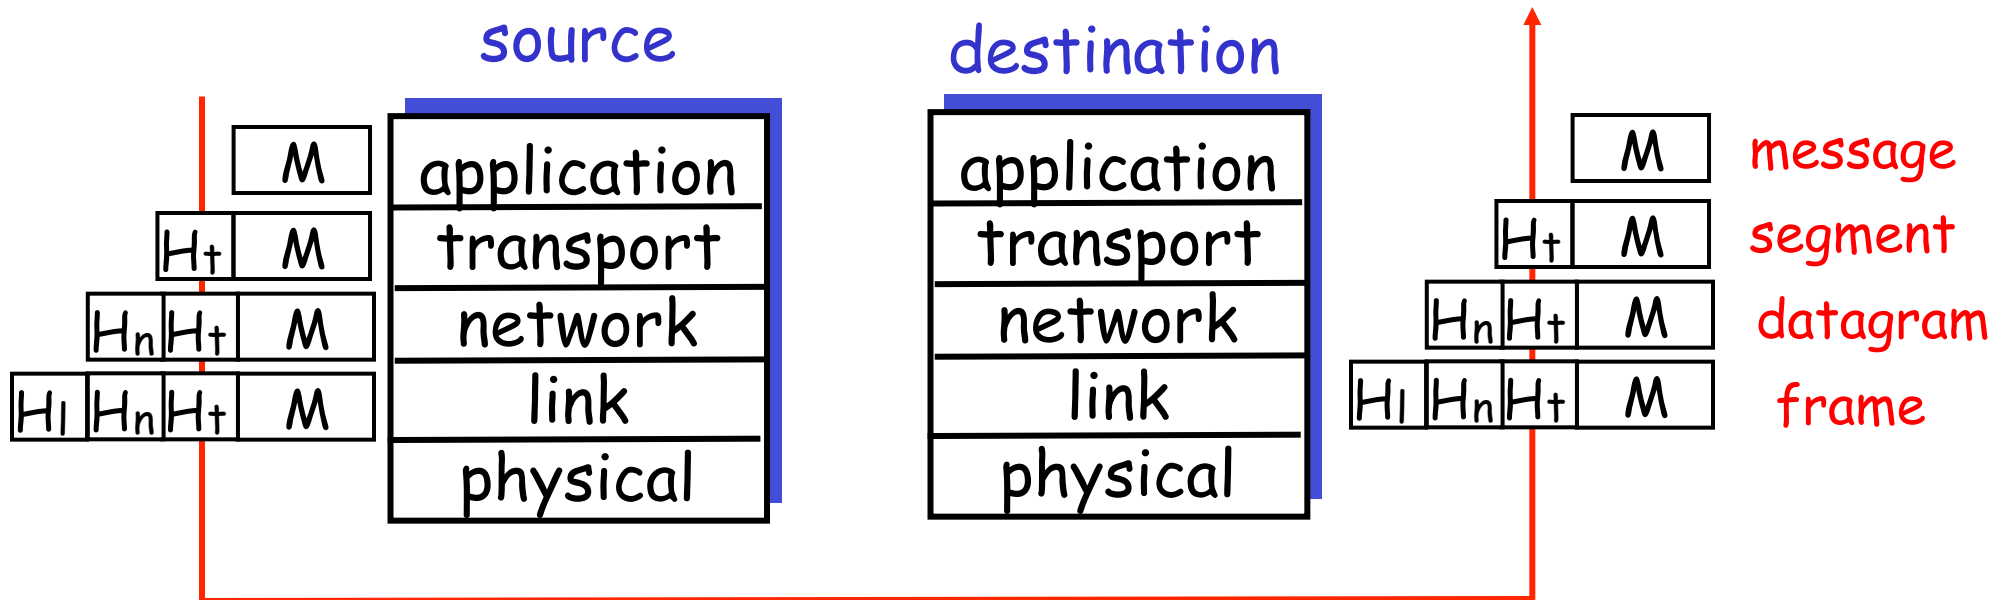 source destination
M application application M message
Ht M transport transport Ht M segment
Hn Ht M network network Hn Ht M datagram
Hl Hn Ht M link link Hl Hn Ht M frame
physical physical